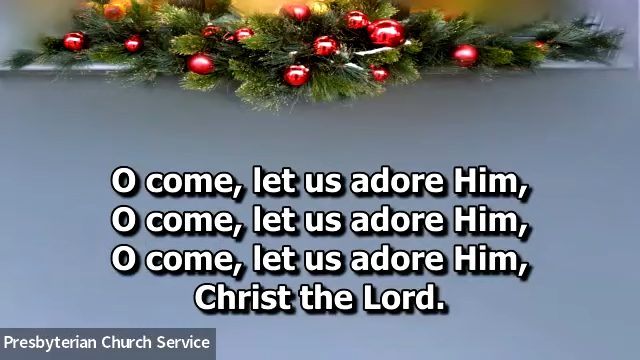 O come, let us adore Him,
O come, let us adore Him,
O come, let us adore Him,
Christ the Lord.
Presbyterian Church Service